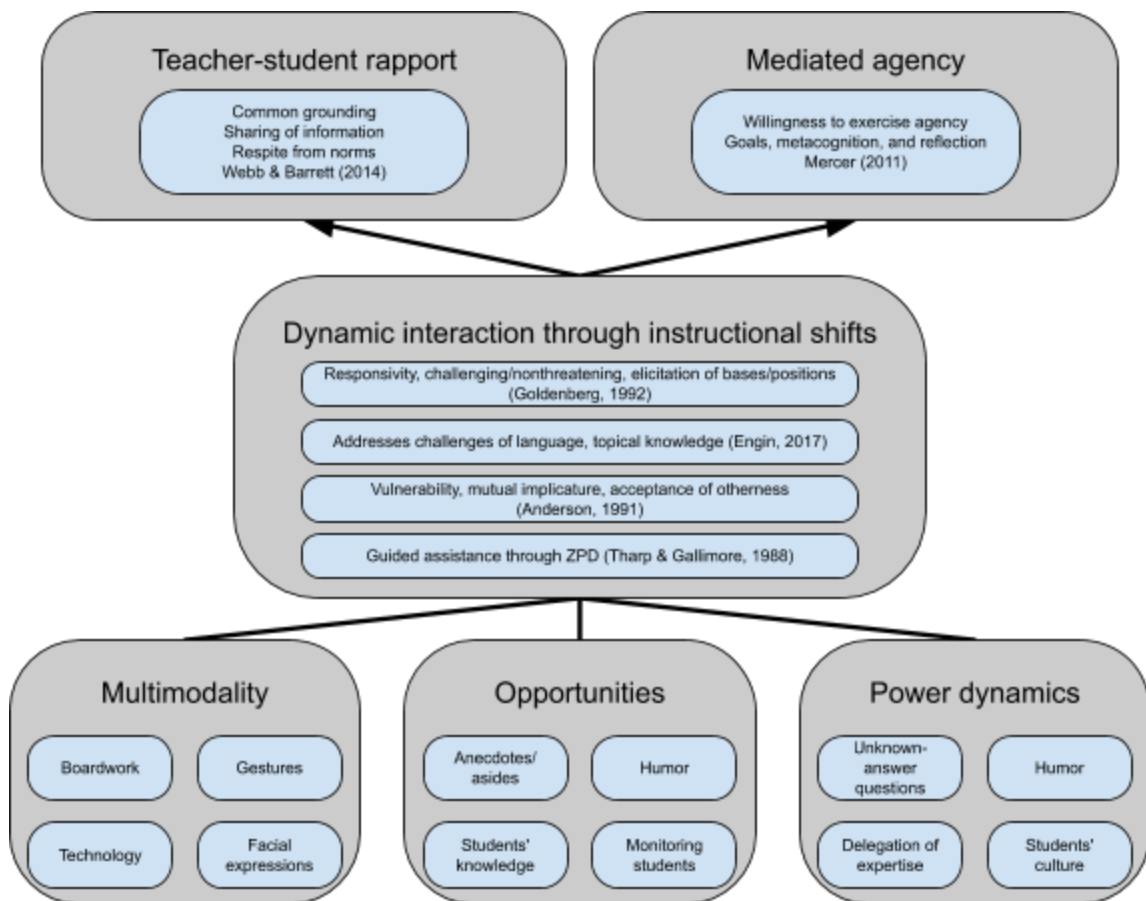 Teacher-student rapport
Common grounding
Sharing of information
Respite from norms
Webb & Barrett (2014)
Mediated agency
Willingness to exercise agency
Goals, metacognition, and reflection
Mercer (2011)
Dynamic interaction through instructional shifts
Responsivity, challenging/nonthreatening, elicitation of bases/positions
(Goldenberg, 1992)
Addresses challenges of language, topical knowledge (Engin, 2017)
Vulnerability, mutual implicature, acceptance of otherness
(Anderson, 1991)
Guided assistance through ZPD (Tharp & Gallimore, 1988)
Multimodality
Boardwork
Gestures
Technology
Facial
expressions
Opportunities
Anecdotes/
asides
Humor
Students'
knowledge
Monitoring
students
Power dynamics
Unknown-
answer
questions
Humor
Delegation of
expertise
Students'
culture